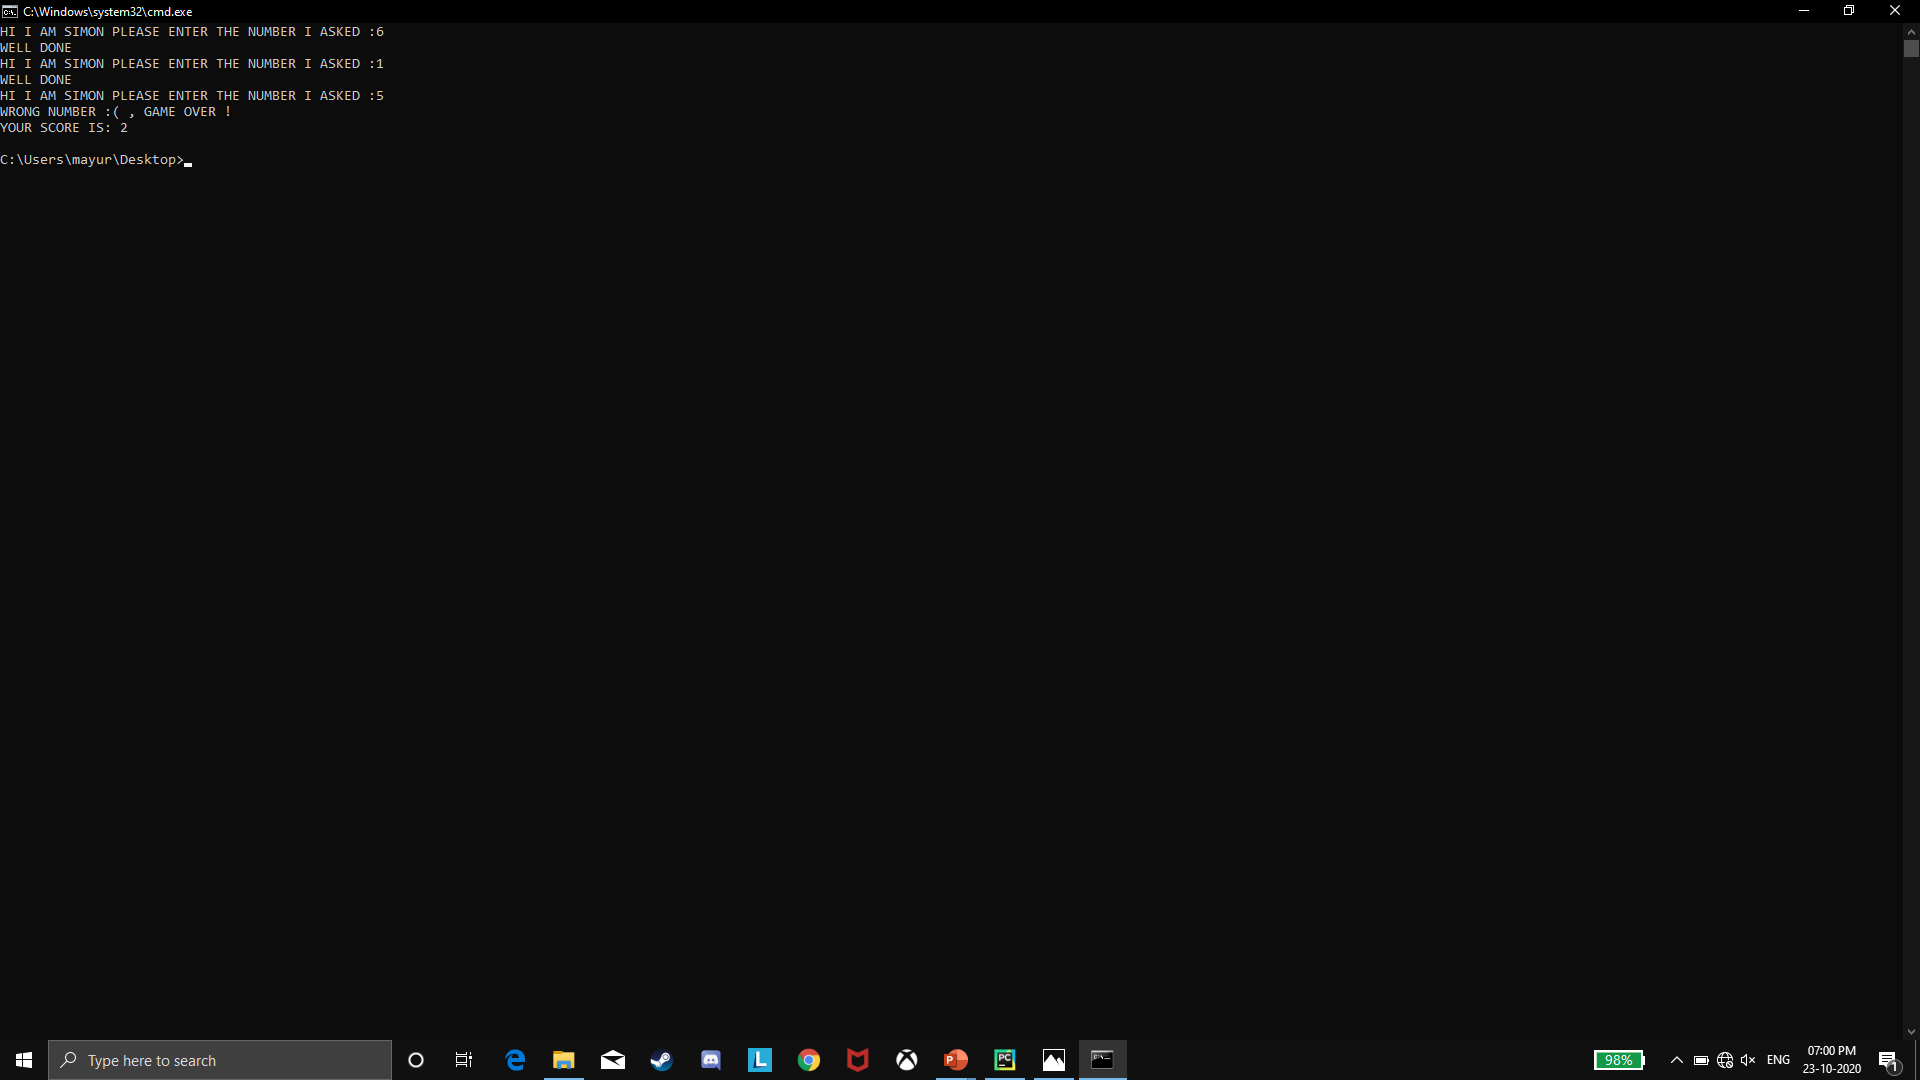 C:\Windows\system32\cmd.exe
HI I AM SIMON PLEASE ENTER THE NUMBER I ASKED :6
WELL DONE
HI I AM SIMON PLEASE ENTER THE NUMBER I ASKED :1
WELL DONE
HI I AM SIMON PLEASE ENTER THE NUMBER I ASKED :5
WRONG NUMBER :( , GAME OVER !
YOUR SCORE IS: 2
C:\Users\mayur\Desktop>
Type here to search
L
P
PC
98%
ENG
07:00 PM
23-10-2020
1